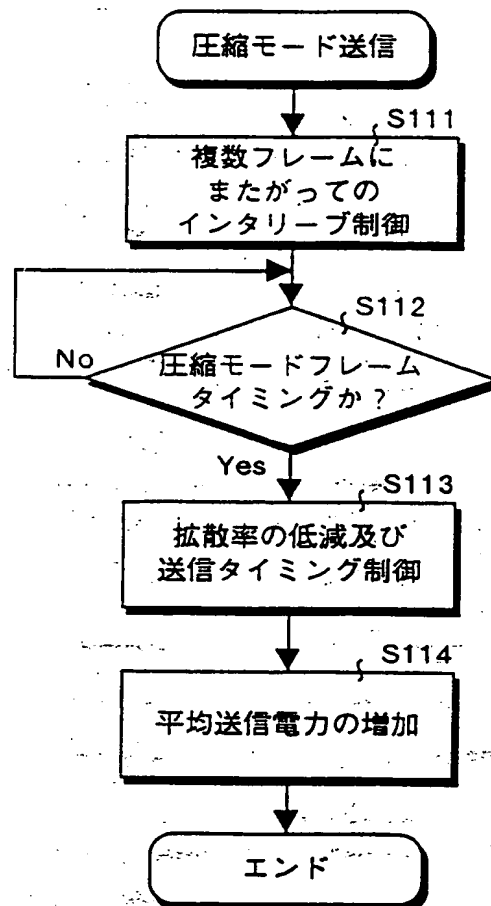 圧縮モード送信
S111
複数フレームに
またがっての
インタリーブ制御
S112
圧縮モードフレーム
タイミングか?
No
Yes
S113
拡散率の低減及び
送信タイミング制御
S114
平均送信電力の増加
エンド